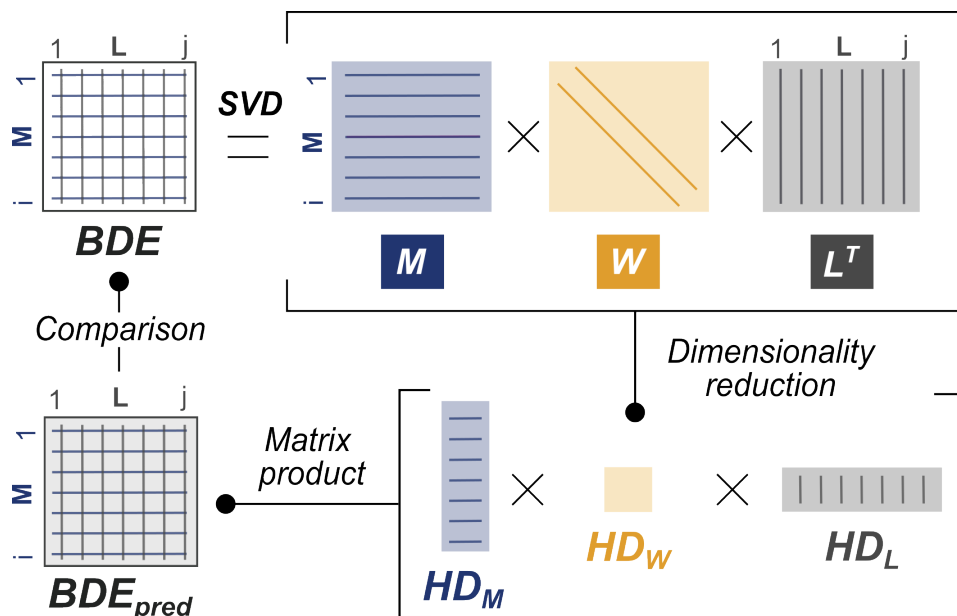 1 L j
1 M i
BDE
SVD
=
1 M i
M
×
W
×
1 L j
L^T
Comparison
Dimensionality
reduction
1 L j
1 M i
BDE_pred
Matrix
product
HD_M
×
HD_W
×
HD_L